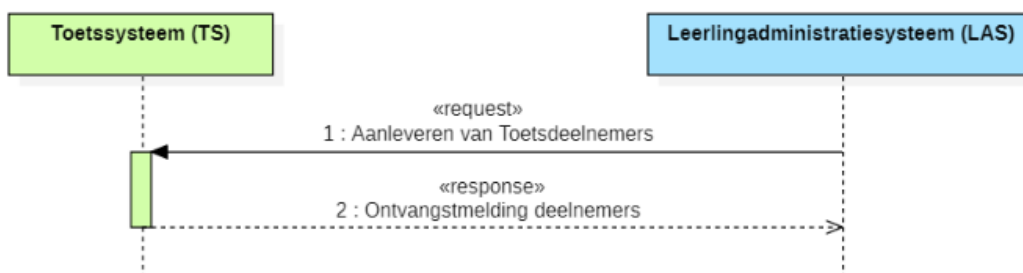 Toetssysteem (TS)
Leerlingadministratiesysteem (LAS)
«request»
1 : Aanleveren van Toetsdeelnemers
«response»
2 : Ontvangstmelding deelnemers